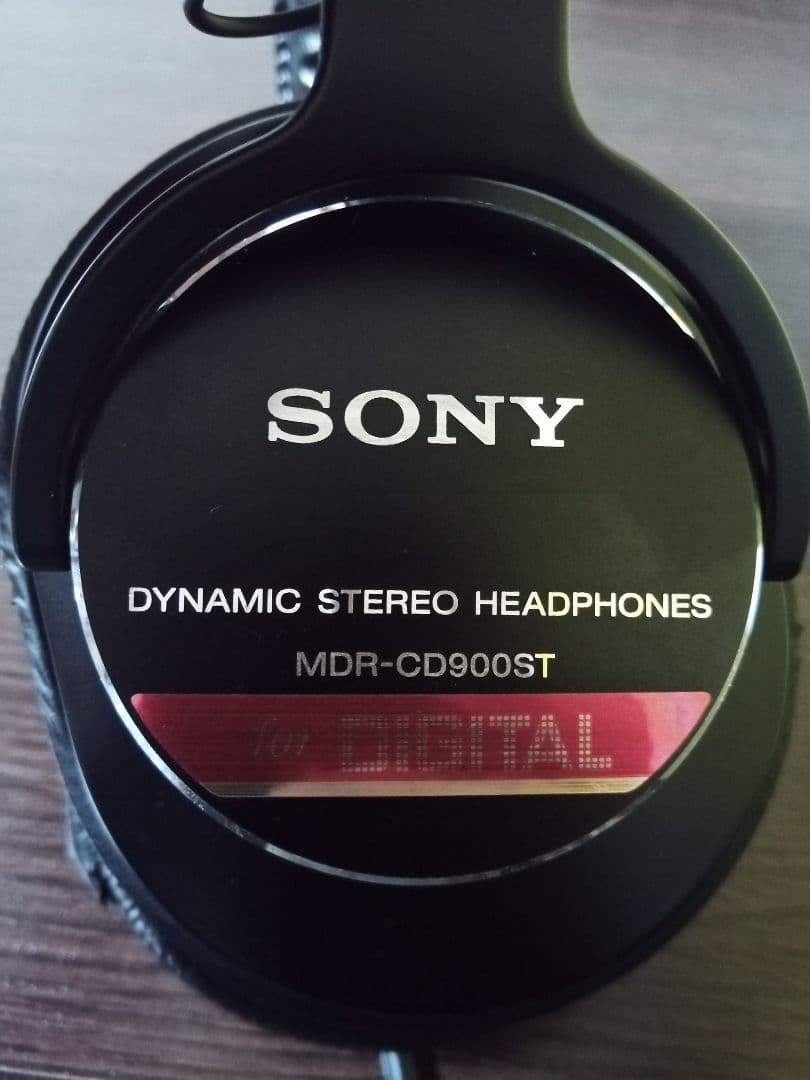 SONY
DYNAMIC STEREO HEADPHONES
MDR-CD900ST
for DIGITAL